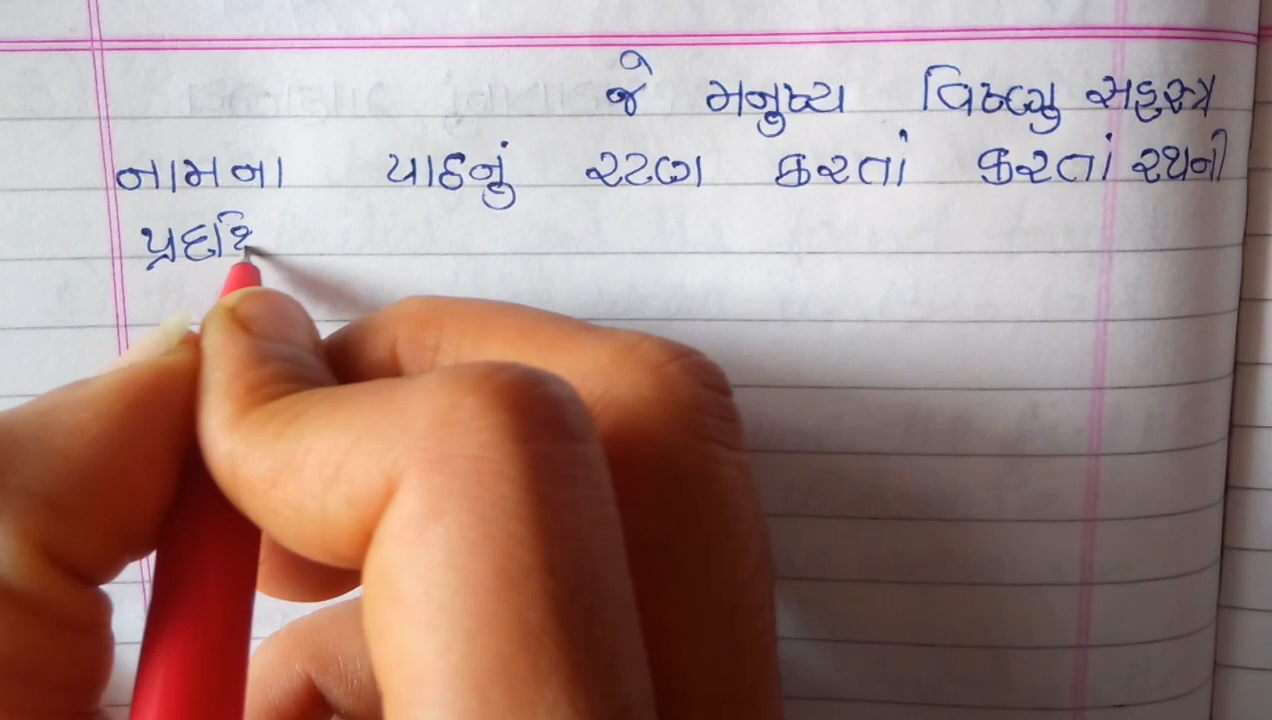 જે મનુષ્ય વિષ્ણુ સહસ્ત્ર
નામના પાઠનું રટણ કરતાં કરતાં રથની